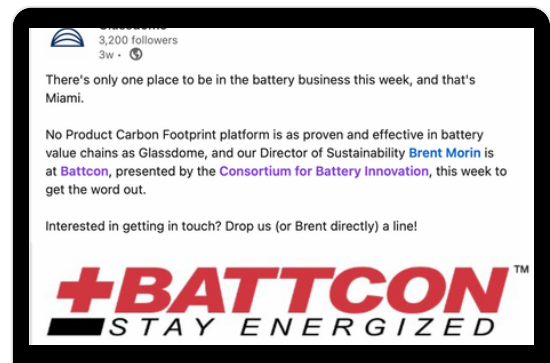 3,200 followers
3w •
There's only one place to be in the battery business this week, and that's
Miami.
No Product Carbon Footprint platform is as proven and effective in battery
value chains as Glassdome, and our Director of Sustainability Brent Morin is
at Battcon, presented by the Consortium for Battery Innovation, this week to
get the word out.
Interested in getting in touch? Drop us (or Brent directly) a line!
+BATTCON™
STAY ENERGIZED